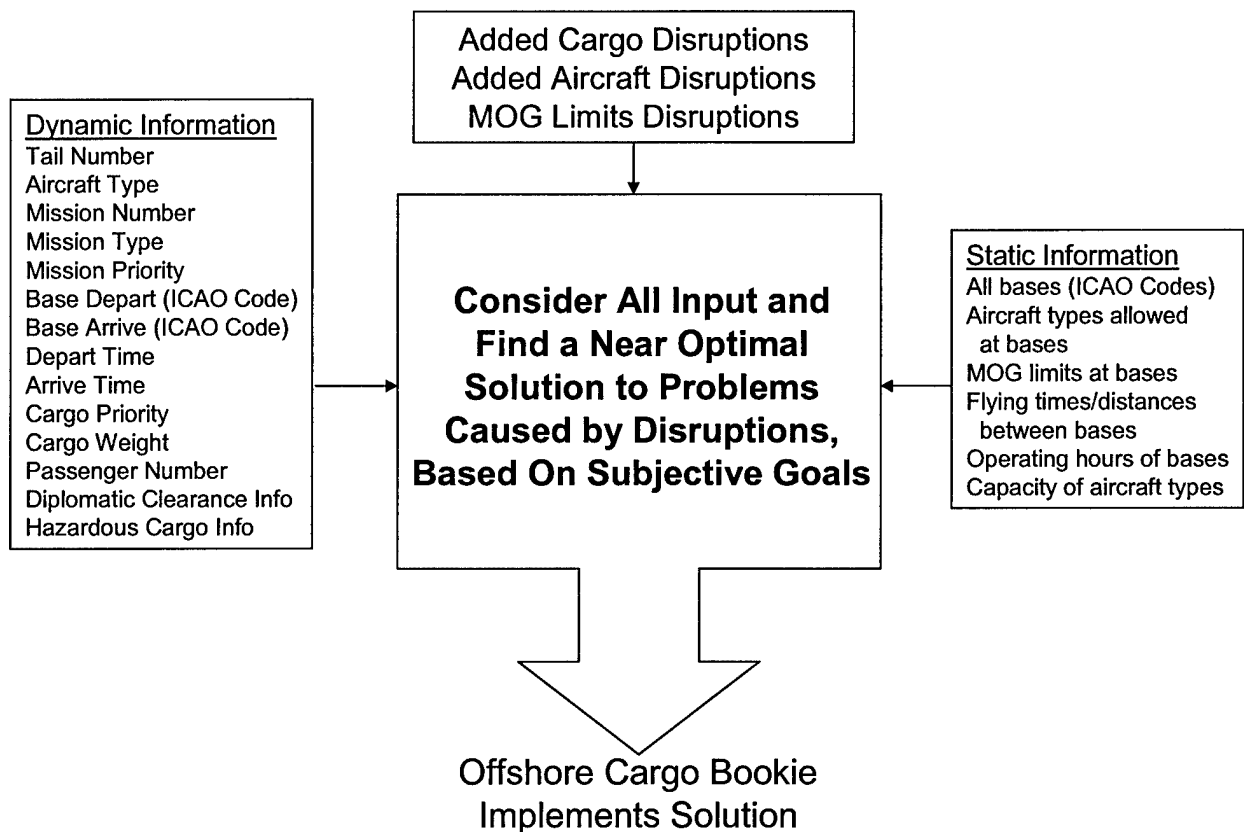 Added Cargo Disruptions
Added Aircraft Disruptions
MOG Limits Disruptions
Dynamic Information
Tail Number
Aircraft Type
Mission Number
Mission Type
Mission Priority
Base Depart (ICAO Code)
Base Arrive (ICAO Code)
Depart Time
Arrive Time
Cargo Priority
Cargo Weight
Passenger Number
Diplomatic Clearance Info
Hazardous Cargo Info
Consider All Input and
Find a Near Optimal
Solution to Problems
Caused by Disruptions,
Based On Subjective Goals
Static Information
All bases (ICAO Codes)
Aircraft types allowed
at bases
MOG limits at bases
Flying times/distances
between bases
Operating hours of bases
Capacity of aircraft types
Offshore Cargo Bookie
Implements Solution